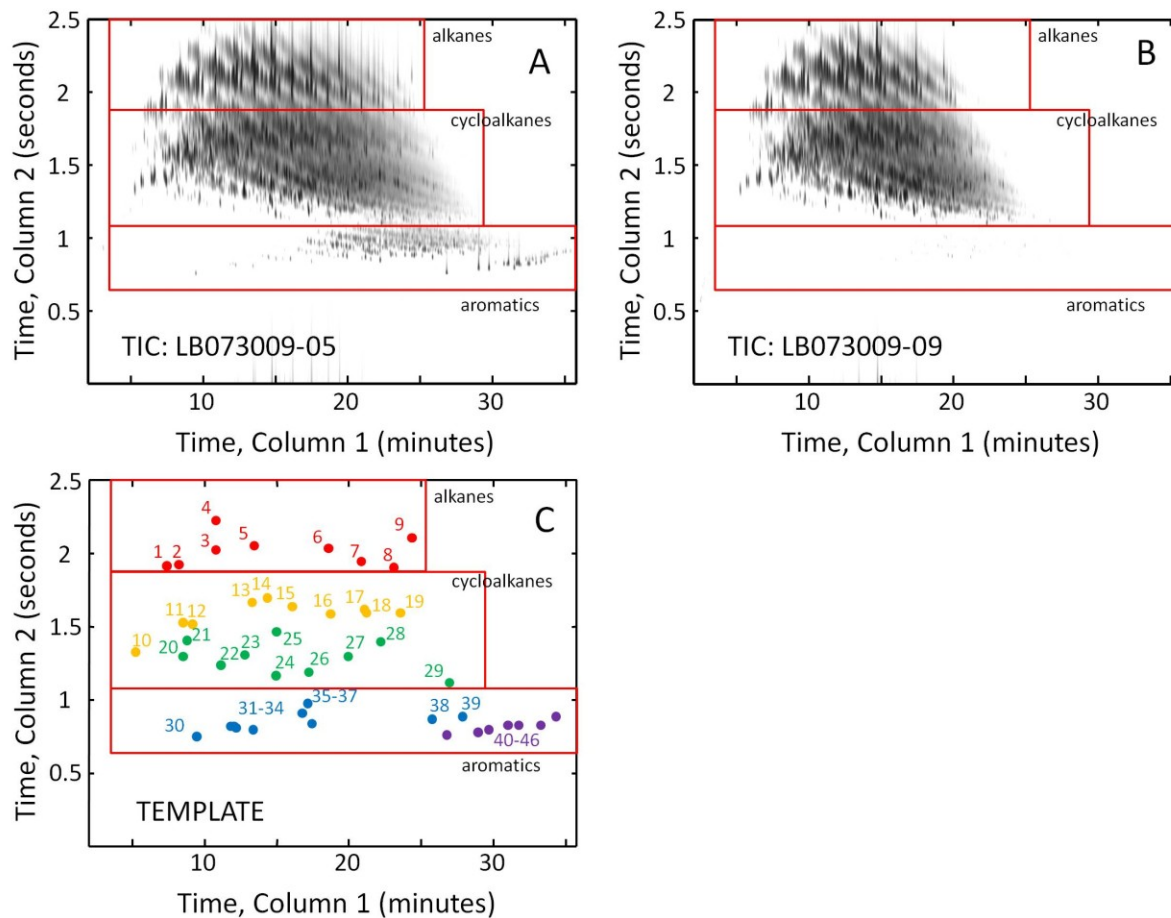 2.5
2
1.5
1
0.5
Time, Column 2 (seconds)
alkanes
A
cycloalkanes
aromatics
TIC: LB073009-05
10 20 30
Time, Column 1 (minutes)
2.5
2
1.5
1
0.5
Time, Column 2 (seconds)
alkanes
B
cycloalkanes
aromatics
TIC: LB073009-09
10 20 30
Time, Column 1 (minutes)
2.5
2
1.5
1
0.5
Time, Column 2 (seconds)
alkanes
C
4
3
5
6
9
1 2
7
8
cycloalkanes
13 14 15
16
17
18
19
11 12
10
20
21
22
23
25
24
26
27
28
29
30
31-34
35-37
38
39
40-46
aromatics
TEMPLATE
10 20 30
Time, Column 1 (minutes)